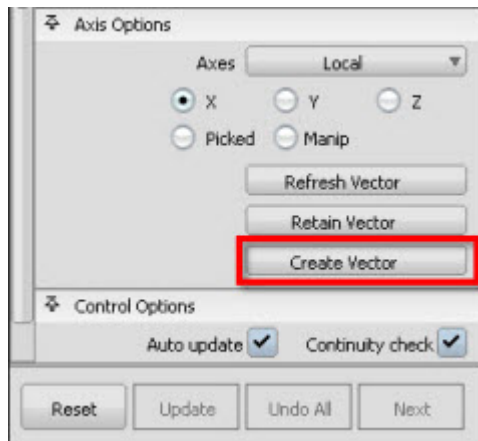 Axis Options
Axes Local
X Y Z
Picked Manip
Refresh Vector
Retain Vector
Create Vector
Control Options
Auto update Continuity check
Reset Update Undo All Next